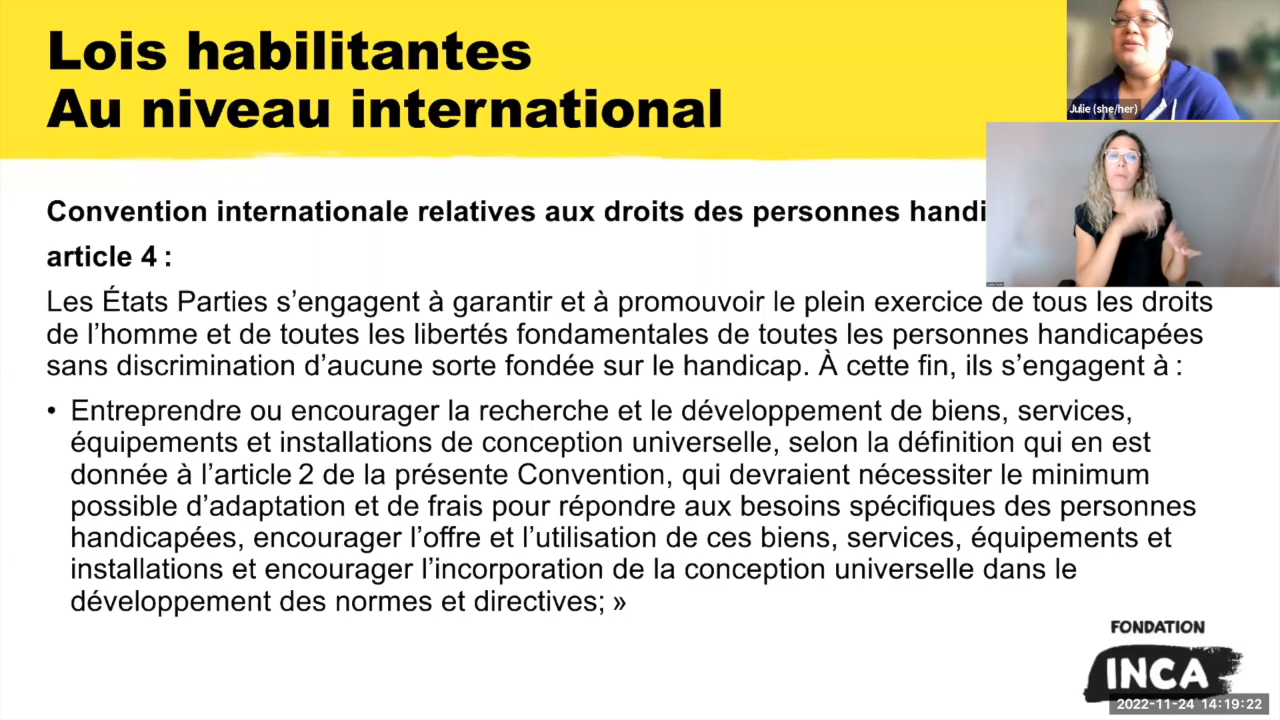 Lois habilitantes
Au niveau international
Julie (she/her)
Convention internationale relatives aux droits des personnes handi
article 4 :
Les États Parties s’engagent à garantir et à promouvoir le plein exercice de tous les droits
de l’homme et de toutes les libertés fondamentales de toutes les personnes handicapées
sans discrimination d’aucune sorte fondée sur le handicap. À cette fin, ils s’engagent à :
• Entreprendre ou encourager la recherche et le développement de biens, services,
équipements et installations de conception universelle, selon la définition qui en est
donnée à l’article 2 de la présente Convention, qui devraient nécessiter le minimum
possible d’adaptation et de frais pour répondre aux besoins spécifiques des personnes
handicapées, encourager l’offre et l’utilisation de ces biens, services, équipements et
installations et encourager l’incorporation de la conception universelle dans le
développement des normes et directives; »
FONDATION
INCA
2022-11-24 14:19:22